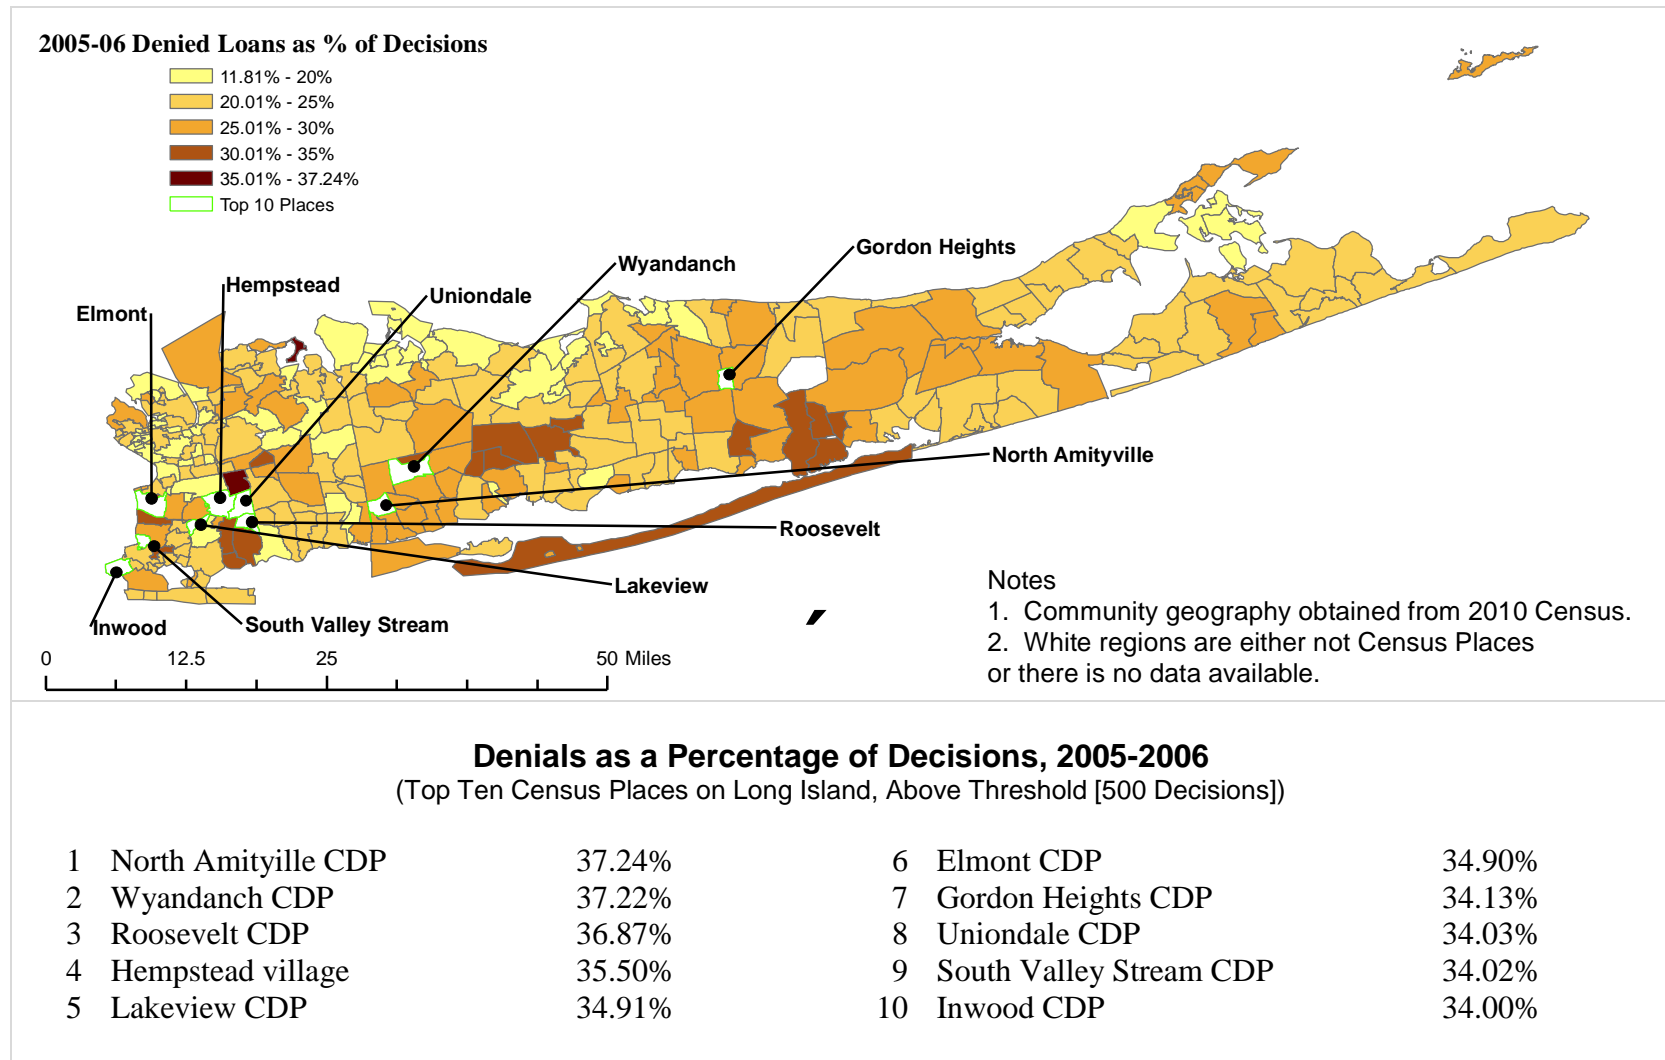 2005-06 Denied Loans as % of Decisions
11.81% - 20%
20.01% - 25%
25.01% - 30%
30.01% - 35%
35.01% - 37.24%
Top 10 Places
Gordon Heights
Wyandanch
Hempstead
Uniondale
Elmont
North Amityville
Roosevelt
Lakeview
Inwood
South Valley Stream
0 12.5 25 50 Miles
Notes
1. Community geography obtained from 2010 Census.
2. White regions are either not Census Places
or there is no data available.
Denials as a Percentage of Decisions, 2005-2006
(Top Ten Census Places on Long Island, Above Threshold [500 Decisions])
1 North Amityille CDP 37.24%
2 Wyandanch CDP 37.22%
3 Roosevelt CDP 36.87%
4 Hempstead village 35.50%
5 Lakeview CDP 34.91%
6 Elmont CDP 34.90%
7 Gordon Heights CDP 34.13%
8 Uniondale CDP 34.03%
9 South Valley Stream CDP 34.02%
10 Inwood CDP 34.00%